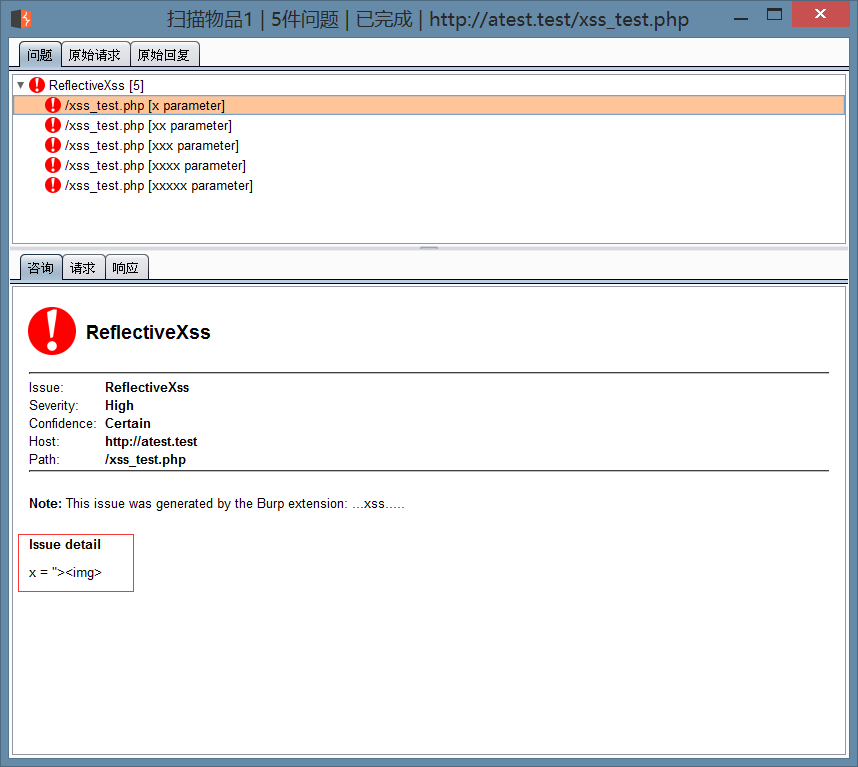 扫描物品1 | 5件问题 | 已完成 | http://atest.test/xss_test.php
问题 原始请求 原始回复
ReflectiveXss [5]
/xss_test.php [x parameter]
/xss_test.php [xx parameter]
/xss_test.php [xxx parameter]
/xss_test.php [xxxx parameter]
/xss_test.php [xxxxx parameter]
咨询 请求 响应
ReflectiveXss
Issue: ReflectiveXss
Severity: High
Confidence: Certain
Host: http://atest.test
Path: /xss_test.php
Note: This issue was generated by the Burp extension: ...xss.....
Issue detail
x = "><img>